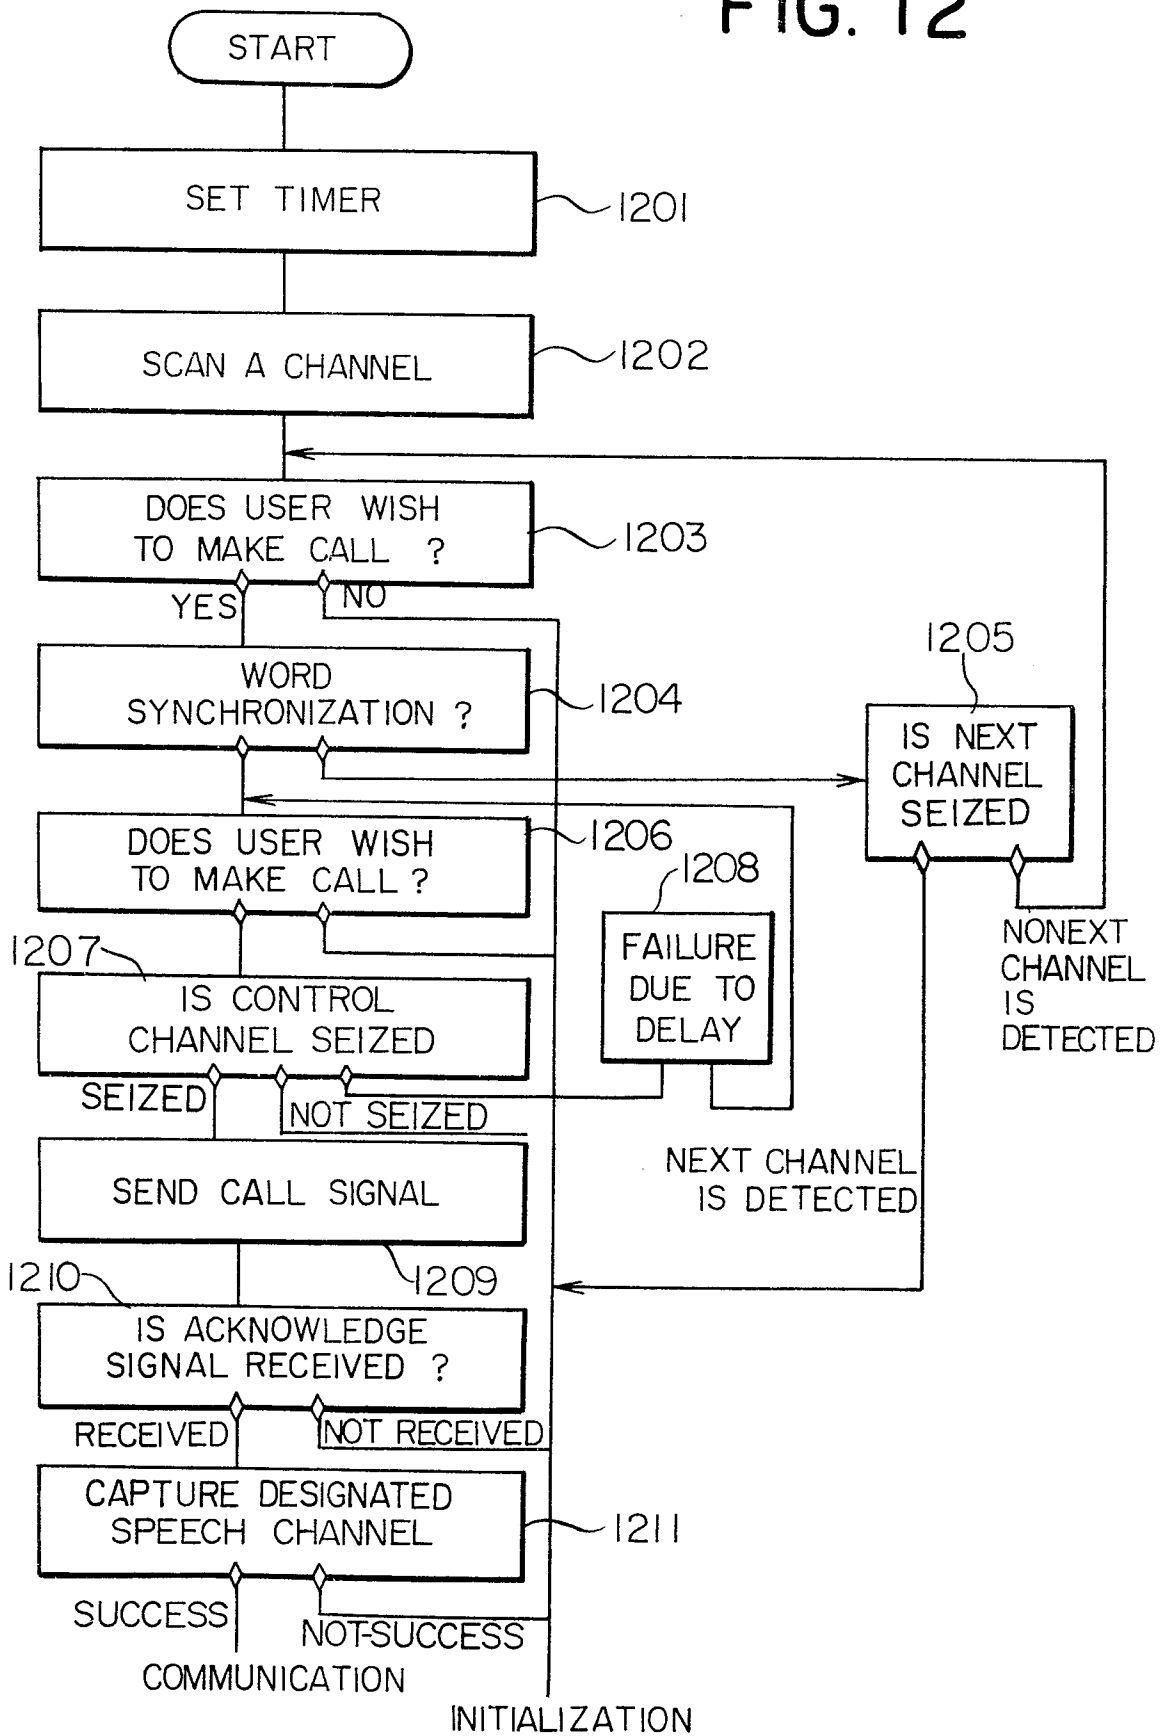 FIG. 12
START
SET TIMER
1201
SCAN A CHANNEL
1202
DOES USER WISH
TO MAKE CALL ?
1203
YES
NO
WORD
SYNCHRONIZATION ?
1204
1205
IS NEXT
CHANNEL
SEIZED
DOES USER WISH
TO MAKE CALL ?
1206
1208
FAILURE
DUE TO
DELAY
NONEXT
CHANNEL
IS
DETECTED
1207
IS CONTROL
CHANNEL SEIZED
SEIZED
NOT SEIZED
NEXT CHANNEL
IS DETECTED
SEND CALL SIGNAL
1209
1210
IS ACKNOWLEDGE
SIGNAL RECEIVED ?
RECEIVED
NOT RECEIVED
CAPTURE DESIGNATED
SPEECH CHANNEL
1211
SUCCESS
NOT-SUCCESS
COMMUNICATION
INITIALIZATION